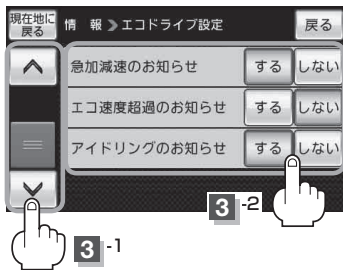 現在地に
戻る
情 報 エコドライブ設定
戻る
急加減速のお知らせ する しない
エコ速度超過のお知らせ する しない
アイドリングのお知らせ する しない
3 -2
3 -1